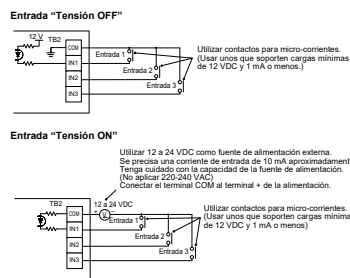 Entrada “Tensión OFF”
12 V
TB2
COM
IN1
IN2
IN3
Entrada 1
Entrada 2
Entrada 3
Utilizar contactos para micro-corrientes.
(Usar unos que soporten cargas mínimas
de 12 VDC y 1 mA o menos.)
Entrada “Tensión ON”
Utilizar 12 a 24 VDC como fuente de alimentación externa.
Se precisa una corriente de entrada de 10 mA aproximadament
Tenga cuidado con la capacidad de la fuente de alimentación.
(No aplicar 220-240 VAC)
Conectar el terminal COM al terminal + de la alimentación.
TB2
12 a 24 VDC
COM
+
V
–
IN1
IN2
IN3
Entrada 1
Entrada 2
Entrada 3
Utilizar contactos para micro-corrientes.
(Usar unos que soporten cargas mínima
de 12 VDC y 1 mA o menos)